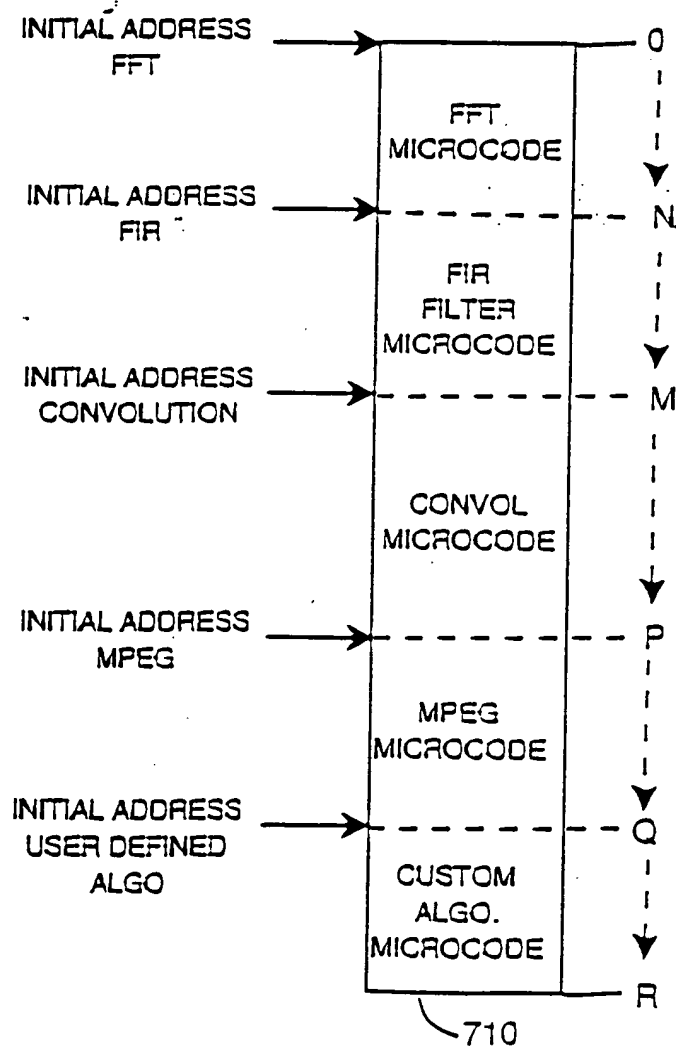 INITIAL ADDRESS
FFT
0
FFT
MICROCODE
INITIAL ADDRESS
FIR
N
FIR
FILTER
MICROCODE
INITIAL ADDRESS
CONVOLUTION
M
CONVOL
MICROCODE
INITIAL ADDRESS
MPEG
P
MPEG
MICROCODE
INITIAL ADDRESS
USER DEFINED
ALGO
Q
CUSTOM
ALGO.
MICROCODE
R
710